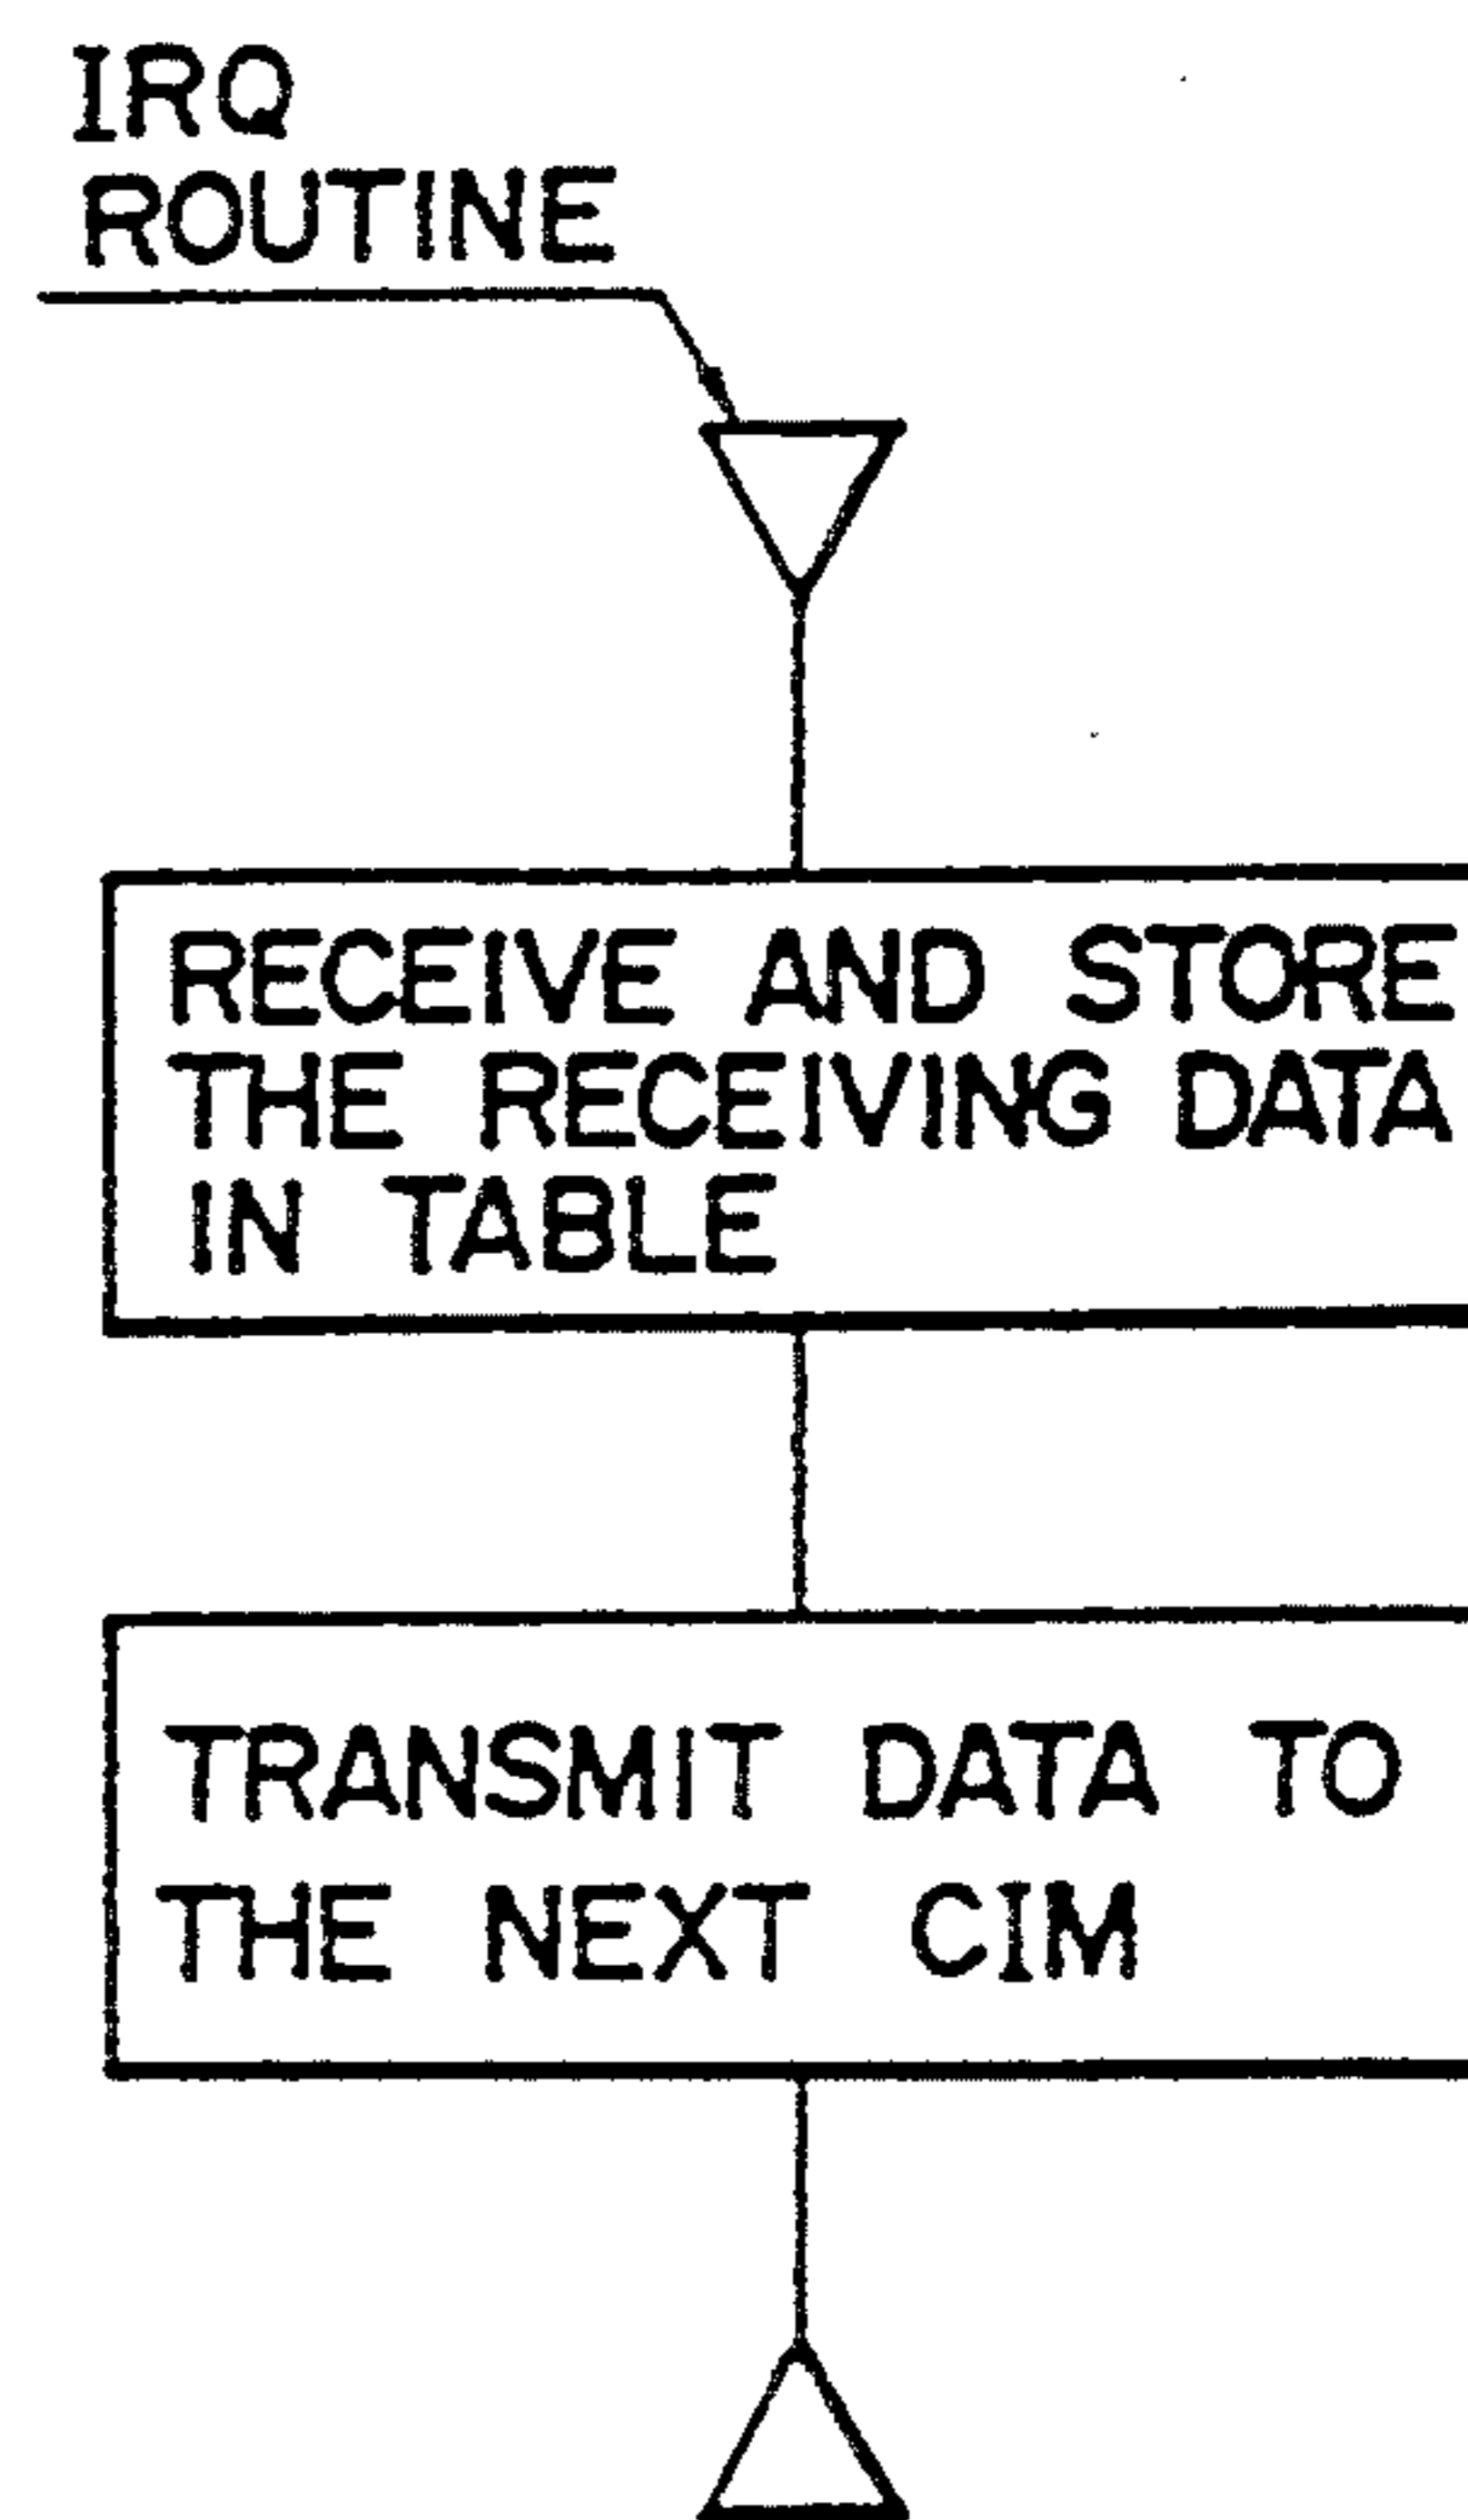 IRQ
ROUTINE
RECEIVE AND STORE
THE RECEIVING DATA
IN TABLE
TRANSMIT DATA TO
THE NEXT CIM